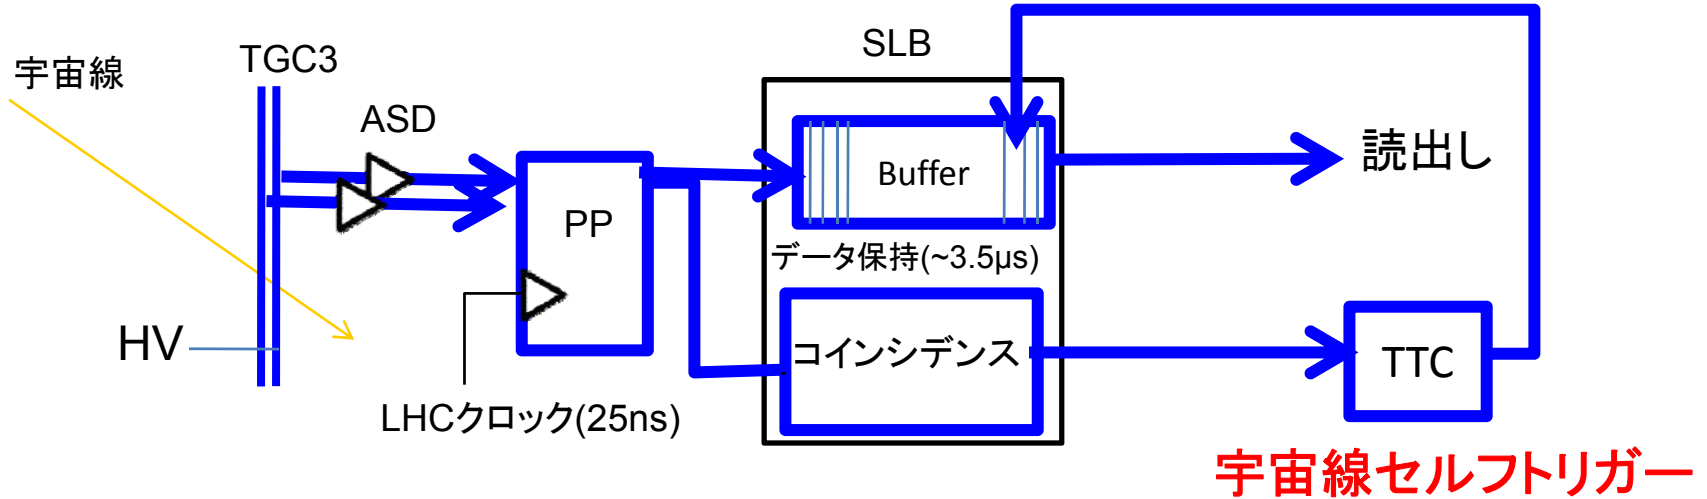 宇宙線
TGC3
ASD
SLB
PP
Buffer
読出し
データ保持(~3.5μs)
HV
コインシデンス
TTC
LHCクロック(25ns)
宇宙線セルフトリガー